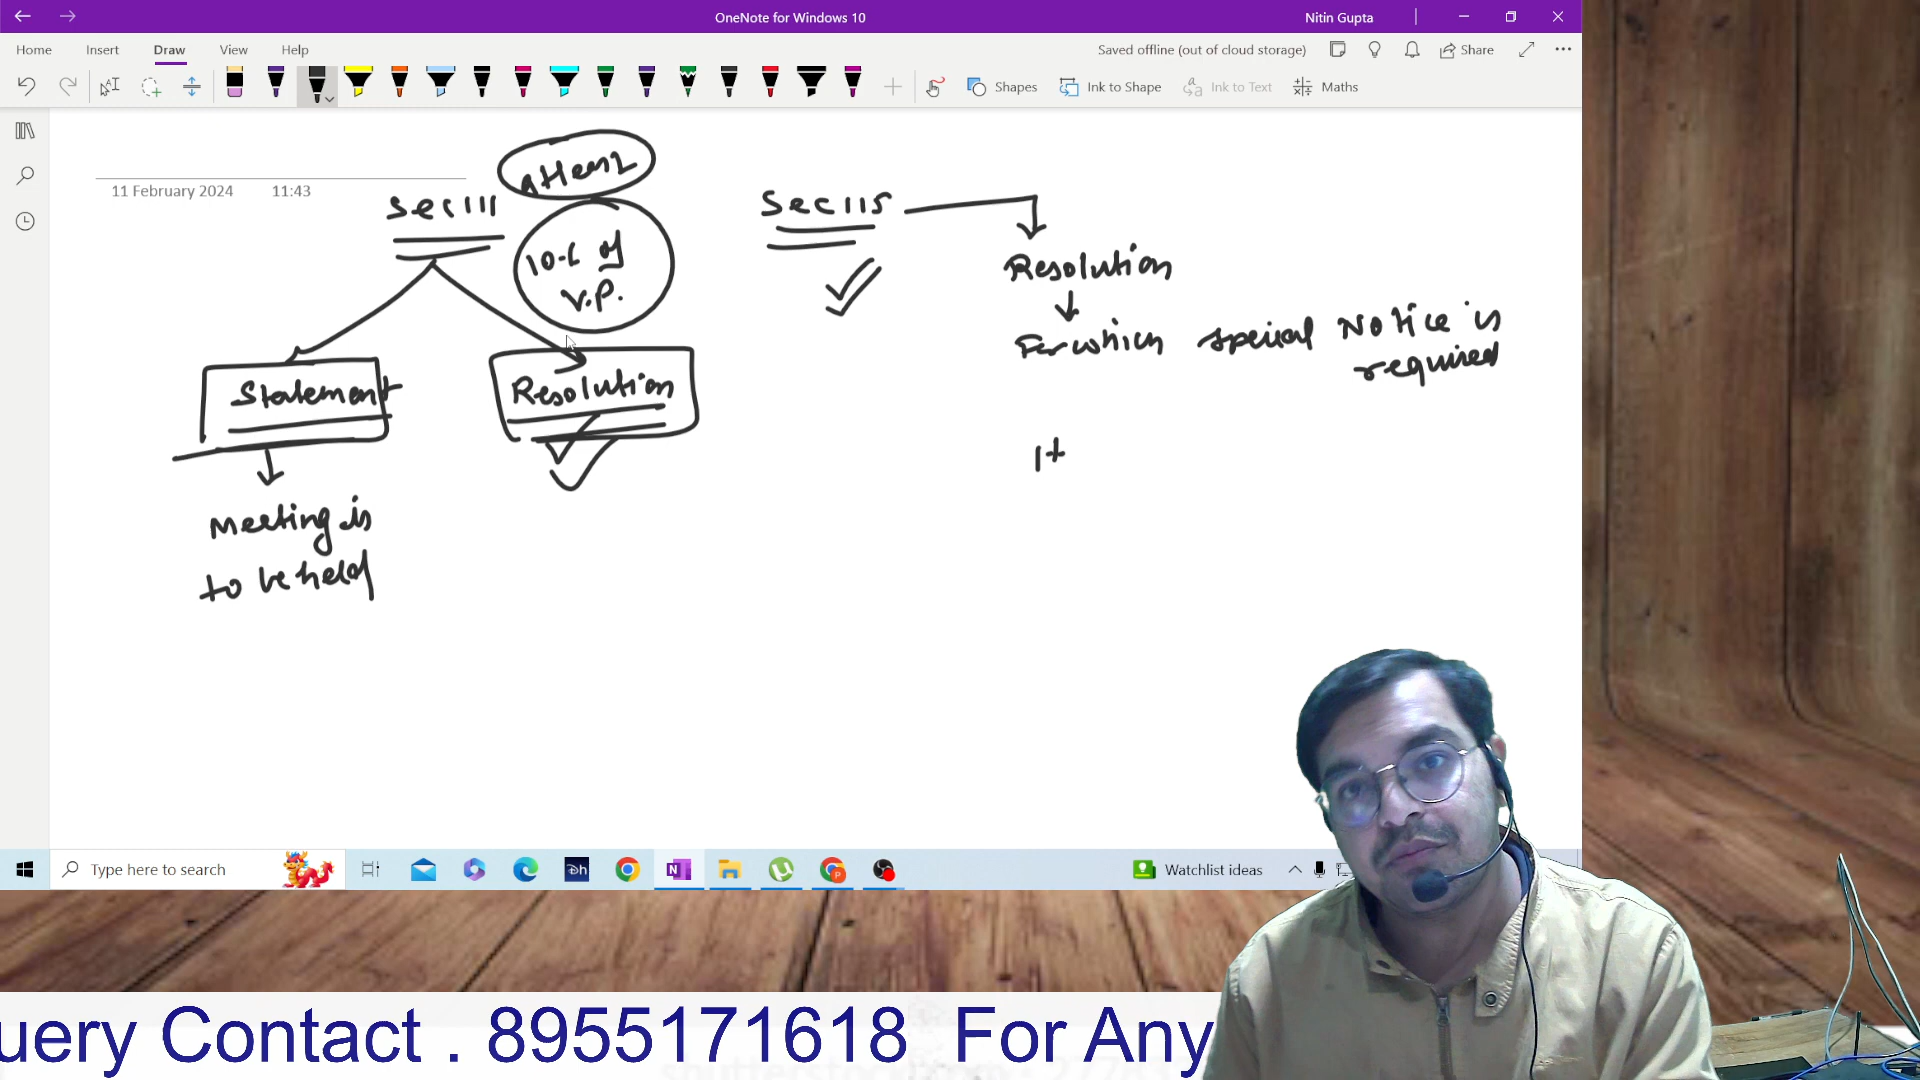 OneNote for Windows 10
Nitin Gupta
Home Insert Draw View Help
Saved offline (out of cloud storage)
Share
Shapes
Ink to Shape
Ink to Text
Maths
11 February 2024 11:43
Sec 111
of
V.P.
Statement
Resolution
Meeting is
to be held
Sec 115
Resolution
For which special Notice is
required
1+
Type here to search
Watchlist ideas
uery Contact . 8955171618 For Any